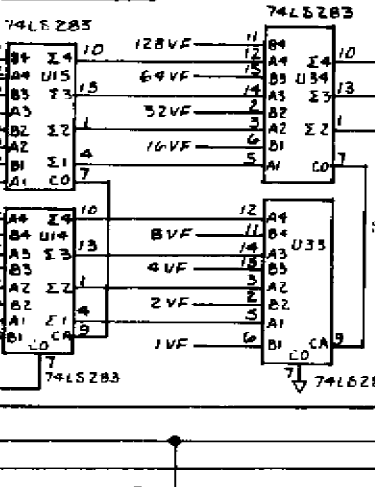 74LS283
74LS283
B4 Σ4 10
A4 U15
B3 Σ3 13
A3
B2 Σ2 1
A2
B1 Σ1 4
A1 C0 7
128VF 11 B4 Σ4 10
12 A4
64VF 15 B3 U34
14 A3 Σ3 13
32VF 2 B2
3 A2 Σ2 1
16VF 6 B1
5 A1 C0 7
A4 Σ4 10
B4 U14
A3 Σ3 13
B3
A2 Σ2 1
B2
A1 Σ1 4
B1 CA 9
C0
7
74LS283
12 A4
8VF 11 B4 U33
14 A3
4VF 15 B3
3 A2
2VF 2 B2
5 A1
1VF 6 B1 CA 9
C0
7
74LS28